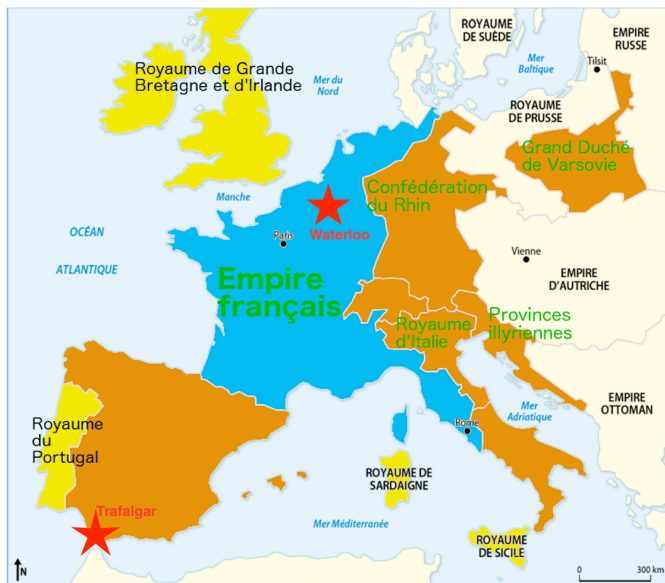 ROYAUME
DE SUÈDE
EMPIRE
RUSSE
Mer
Baltique
Tilsit
Royaume de Grande
Bretagne et d'Irlande
Mer du
Nord
ROYAUME
DE PRUSSE
Grand Duché
de Varsovie
Confédération
du Rhin
Manche
Waterloo
Paris
OCÉAN
ATLANTIQUE
Vienne
EMPIRE
D'AUTRICHE
Empire
français
Provinces
illyriennes
Royaume
d'Italie
Mer
Adriatique
EMPIRE
OTTOMAN
Rome
Royaume
du
Portugal
ROYAUME DE
SARDAIGNE
Trafalgar
Mer Méditerranée
ROYAUME
DE SICILE
N
0 300 km